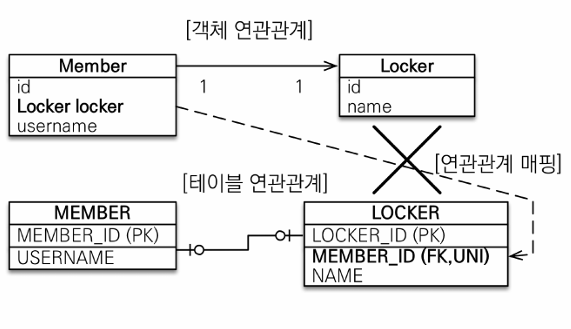 [객체 연관관계]
Member
id
Locker locker
username
1
1
Locker
id
name
[연관관계 매핑]
[테이블 연관관계]
MEMBER
MEMBER_ID (PK)
USERNAME
LOCKER
LOCKER_ID (PK)
MEMBER_ID (FK,UNI)
NAME